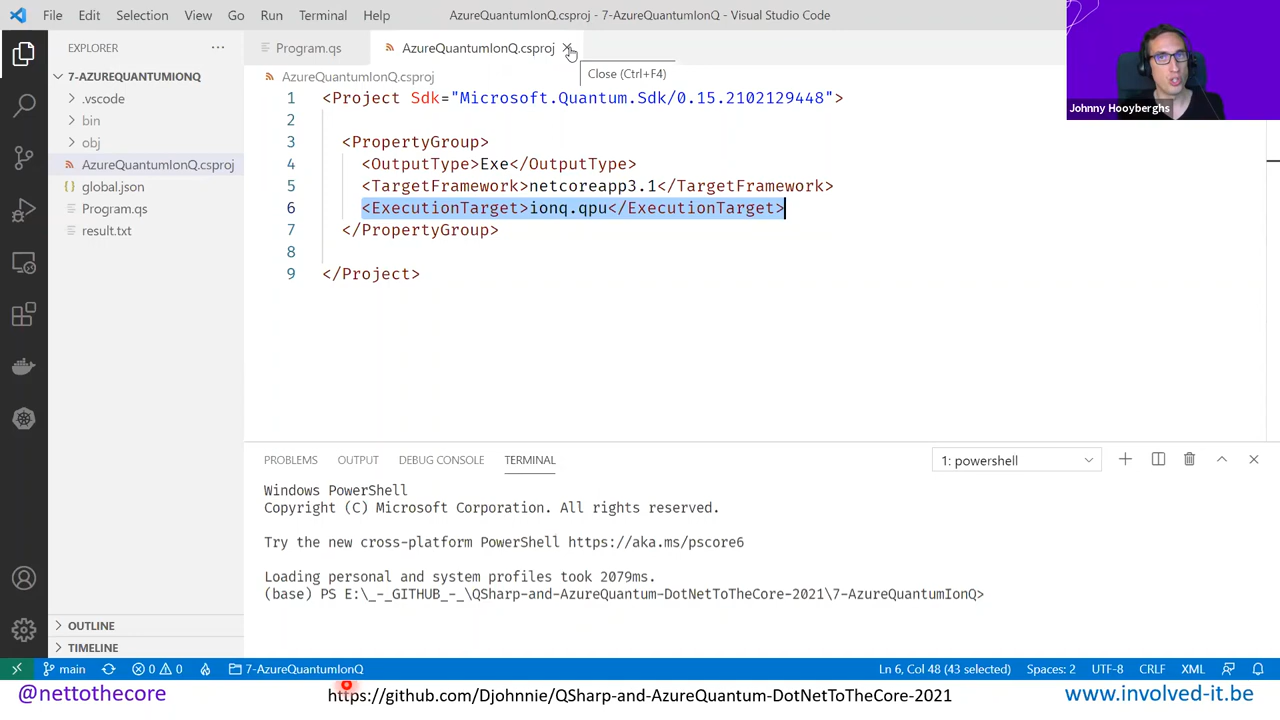 File Edit Selection View Go Run Terminal Help
AzureQuantumIonQ.csproj - 7-AzureQuantumIonQ - Visual Studio Code
Johnny Hooyberghs
EXPLORER ...
7-AZUREQUANTUMIONQ
.vscode
bin
obj
AzureQuantumIonQ.csproj
global.json
Program.qs
result.txt
OUTLINE
TIMELINE
Program.qs
AzureQuantumIonQ.csproj
Close (Ctrl+F4)
AzureQuantumIonQ.csproj
1 <Project Sdk="Microsoft.Quantum.Sdk/0.15.2102129448">
2
3 <PropertyGroup>
4 <OutputType>Exe</OutputType>
5 <TargetFramework>netcoreapp3.1</TargetFramework>
6 <ExecutionTarget>ionq.qpu</ExecutionTarget>
7 </PropertyGroup>
8
9 </Project>
PROBLEMS OUTPUT DEBUG CONSOLE TERMINAL
1: powershell
Windows PowerShell
Copyright (C) Microsoft Corporation. All rights reserved.
Try the new cross-platform PowerShell https://aka.ms/pscore6
Loading personal and system profiles took 2079ms.
(base) PS E:\_-_GITHUB_-_\QSharp-and-AzureQuantum-DotNetToTheCore-2021\7-AzureQuantumIonQ>
main 0 0 7-AzureQuantumIonQ
Ln 6, Col 48 (43 selected) Spaces: 2 UTF-8 CRLF XML
@nettothecore
https://github.com/Djohnnie/QSharp-and-AzureQuantum-DotNetToTheCore-2021
www.involved-it.be